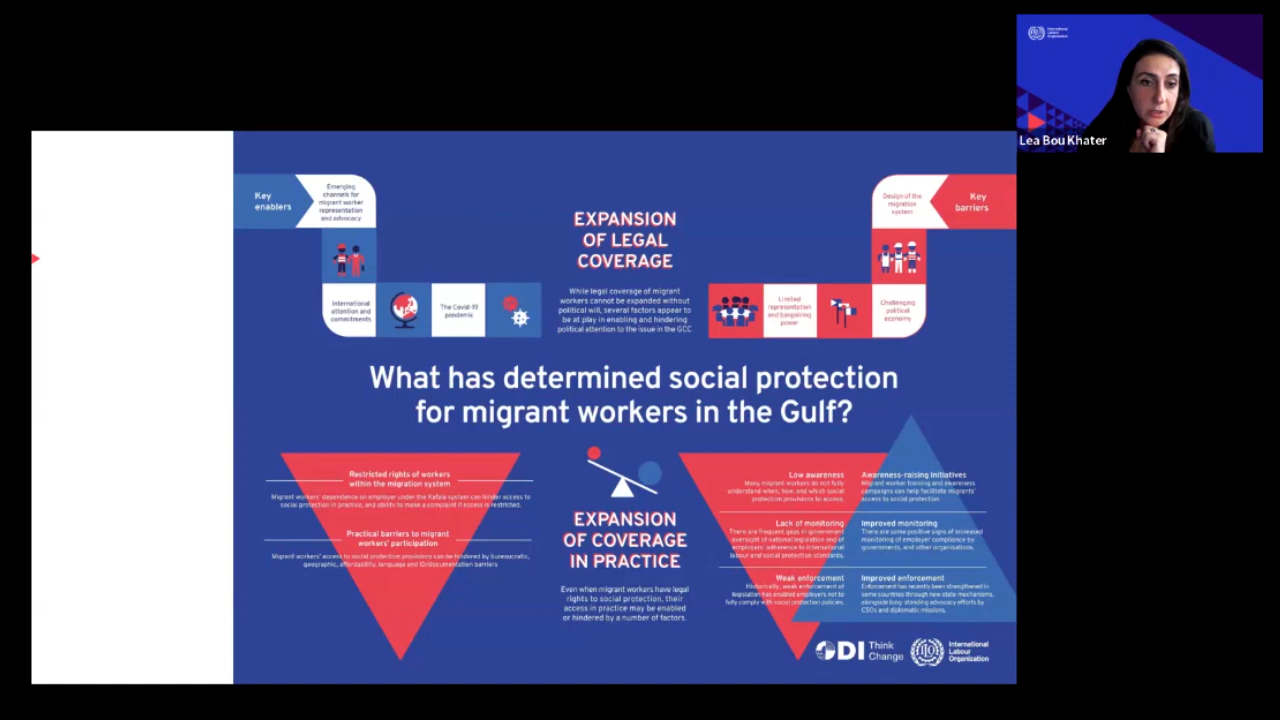 International
Labour
Organization
Lea Bou Khater
Key
enablers
Emerging
channels for
migrant worker
representation
and advocacy
International
attention and
commitments
The Covid-19
pandemic
EXPANSION
OF LEGAL
COVERAGE
While legal coverage of migrant
workers cannot be expanded without
political will, several factors appear to
be at play in enabling and hindering
political attention to the issue in the GCC
Design of the
migration
system
Key
barriers
Limited
representation
and bargaining
power
Challenging
political
economy
What has determined social protection
for migrant workers in the Gulf?
Restricted rights of workers
within the migration system
Migrant workers' dependence on employer under the Kafala system can hinder access to
social protection in practice, and ability to make a complaint if access is restricted.
Practical barriers to migrant
workers' participation
Migrant workers' access to social protection provisions can be hindered by bureaucratic,
geographic, affordability, language and ID/documentation barriers
EXPANSION
OF COVERAGE
IN PRACTICE
Even when migrant workers have legal
rights to social protection, their
access in practice may be enabled
or hindered by a number of factors.
Low awareness
Many migrant workers do not fully
understand when, how, and which social
protection provisions to access.
Lack of monitoring
There are frequent gaps in government
oversight of national legislation and of
employers' adherence to international
labour and social protection standards.
Weak enforcement
Historically, weak enforcement of
legislation has enabled employers not to
fully comply with social protection policies.
Awareness-raising initiatives
Migrant worker training and awareness
campaigns can help facilitate migrants'
access to social protection.
Improved monitoring
There are some positive signs of increased
monitoring of employer compliance by
governments, and other organisations.
Improved enforcement
Enforcement has recently been strengthened in
some countries through new state mechanisms,
alongside long-standing advocacy efforts by
CSOs and diplomatic missions.
ODI
Think
Change
International
Labour
Organization